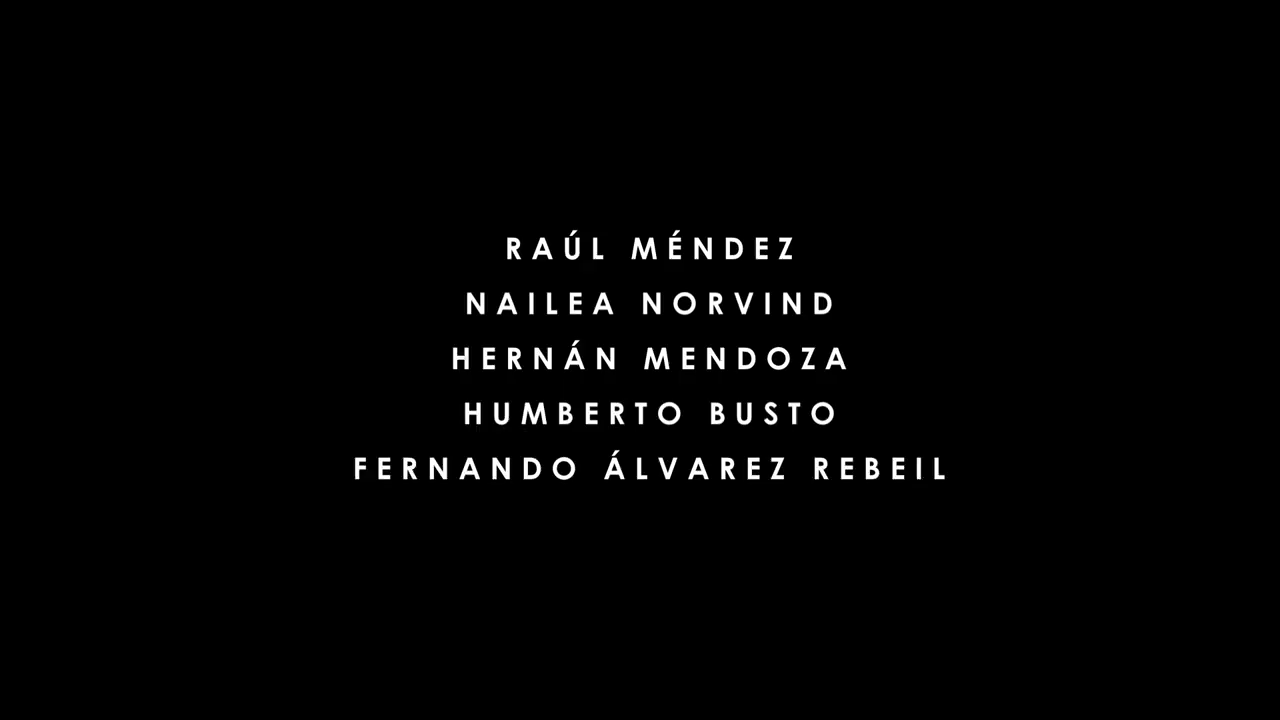 RAÚL MÉNDEZ
NAILEA NORVIND
HERNÁN MENDOZA
HUMBERTO BUSTO
FERNANDO ÁLVAREZ REBEIL